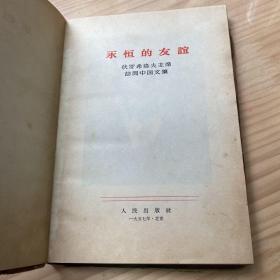 永恒的友誼
伏罗希洛夫主席
訪問中国文集
人民出版社
一九五七年·北京